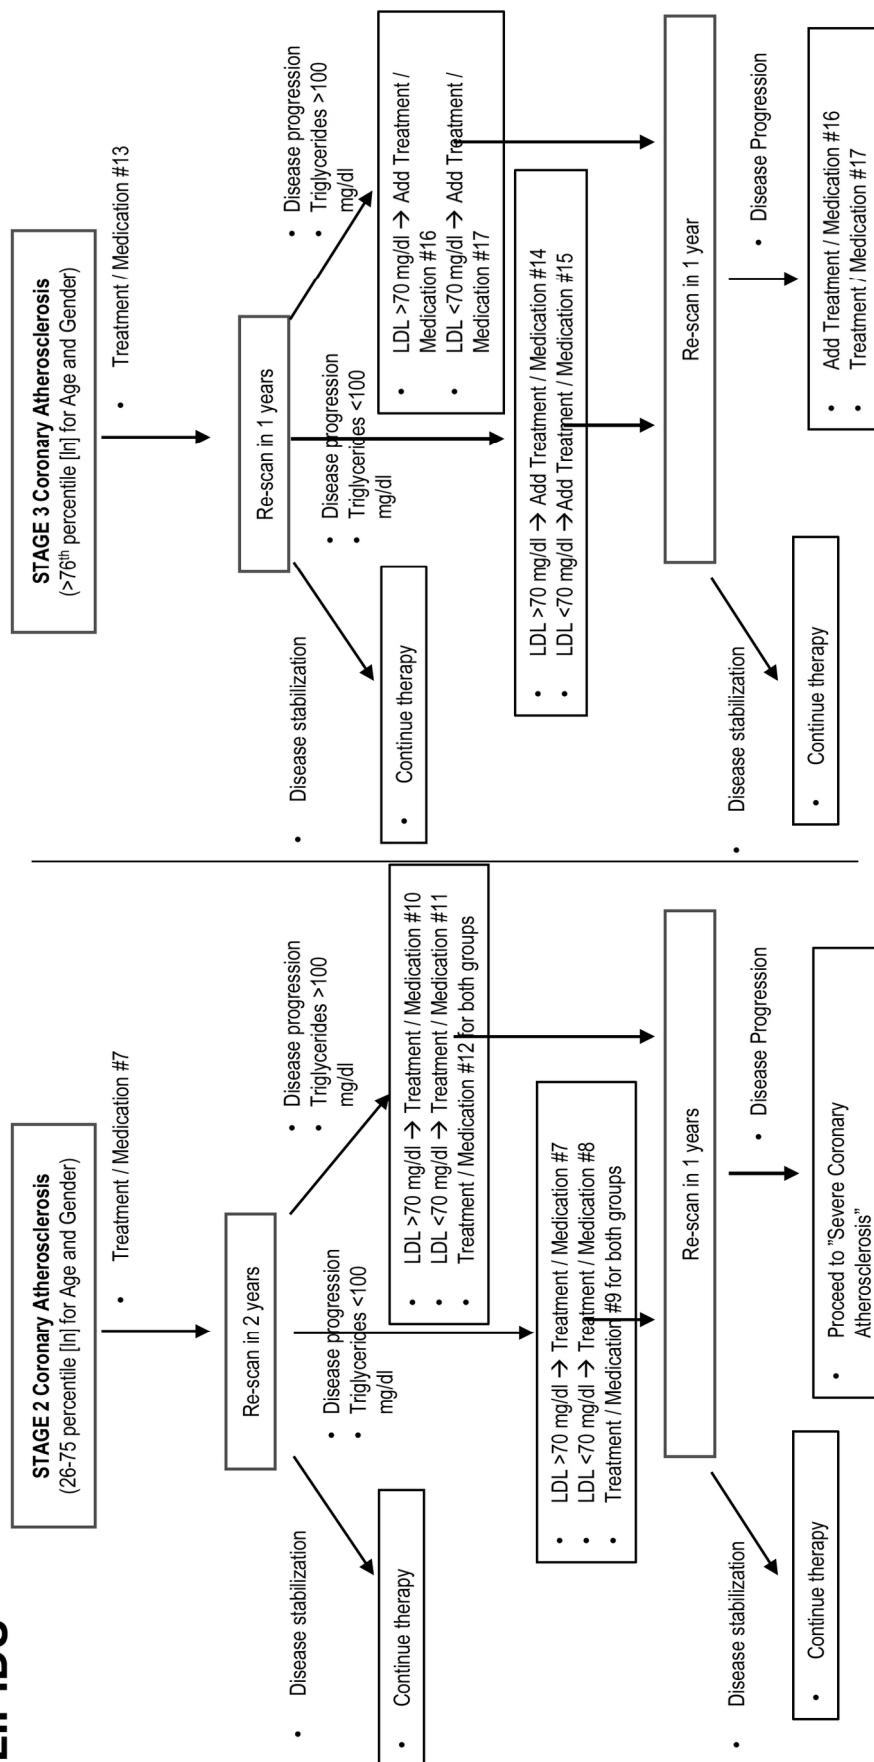 STAGE 2 Coronary Atherosclerosis
(26-75 percentile [In] for Age and Gender)
• Treatment / Medication #7
Re-scan in 2 years
• Disease stabilization
• Continue therapy
• Disease progression
• Triglycerides <100
mg/dl
• Disease progression
• Triglycerides >100
mg/dl
• LDL >70 mg/dl → Treatment / Medication #10
• LDL <70 mg/dl → Treatment / Medication #11
• Treatment / Medication #12 for both groups
• LDL >70 mg/dl → Treatment / Medication #7
• LDL <70 mg/dl → Treatment / Medication #8
• Treatment / Medication #9 for both groups
Re-scan in 1 years
• Disease stabilization
• Continue therapy
• Disease Progression
• Proceed to ”Severe Coronary
Atherosclerosis”
STAGE 3 Coronary Atherosclerosis
(>76th percentile [In] for Age and Gender)
• Treatment / Medication #13
Re-scan in 1 years
• Disease stabilization
• Continue therapy
• Disease progression
• Triglycerides <100
mg/dl
• Disease progression
• Triglycerides >100
mg/dl
• LDL >70 mg/dl → Add Treatment /
Medication #16
• LDL <70 mg/dl → Add Treatment /
Medication #17
• LDL >70 mg/dl → Add Treatment / Medication #14
• LDL <70 mg/dl →Add Treatment / Medication #15
Re-scan in 1 year
• Disease stabilization
• Continue therapy
• Disease Progression
• Add Treatment / Medication #16
• Treatment / Medication #17